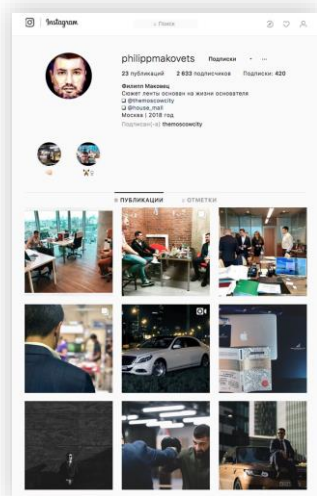 Instagram
Поиск
philippmakovets Подписки
23 публикаций 2 633 подписчиков Подписки: 420
Филипп Маковец
Сюжет ленты основан на жизни основателя
@themoscowcity
@house_mall
Москва | 2018 год
Подписан(-а) themoscowcity
ПУБЛИКАЦИИ ОТМЕТКИ